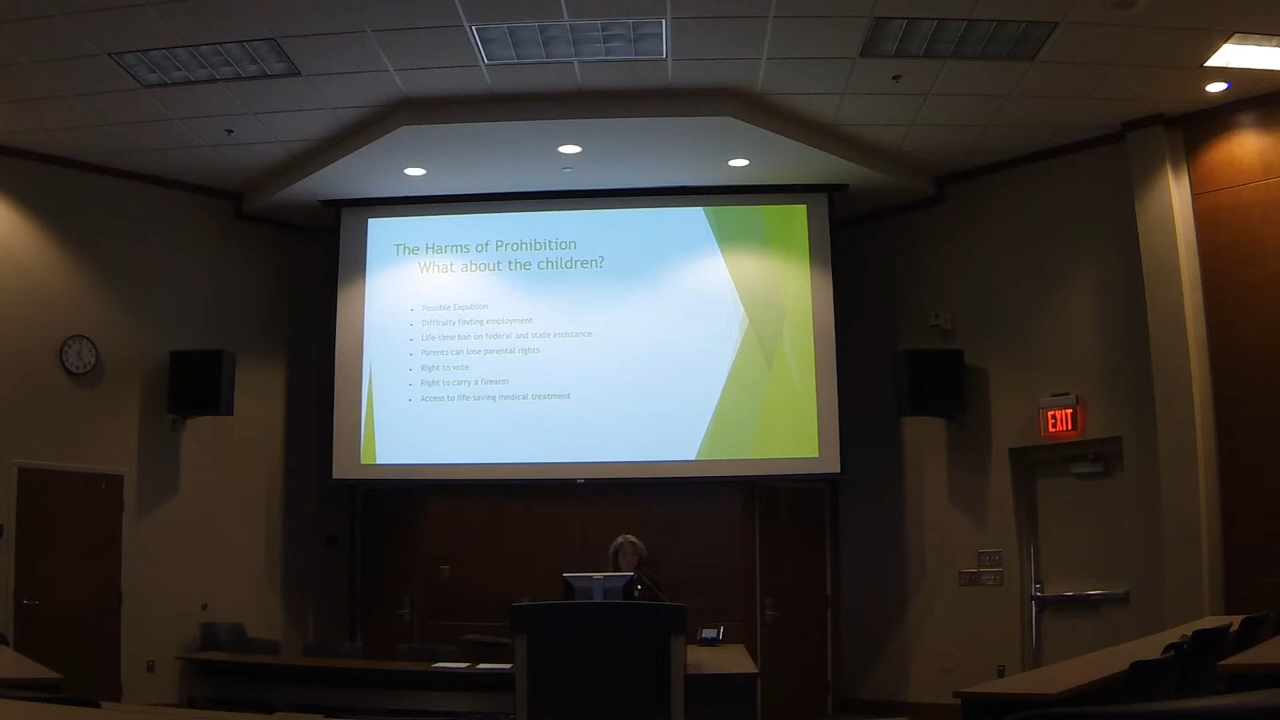 The Harms of Prohibition
What about the children?
Possible Expulsion
Difficulty finding employment
Life-time ban on federal and state assistance
Parents can lose parental rights
Right to vote
Right to carry a firearm
Access to life-saving medical treatment
EXIT